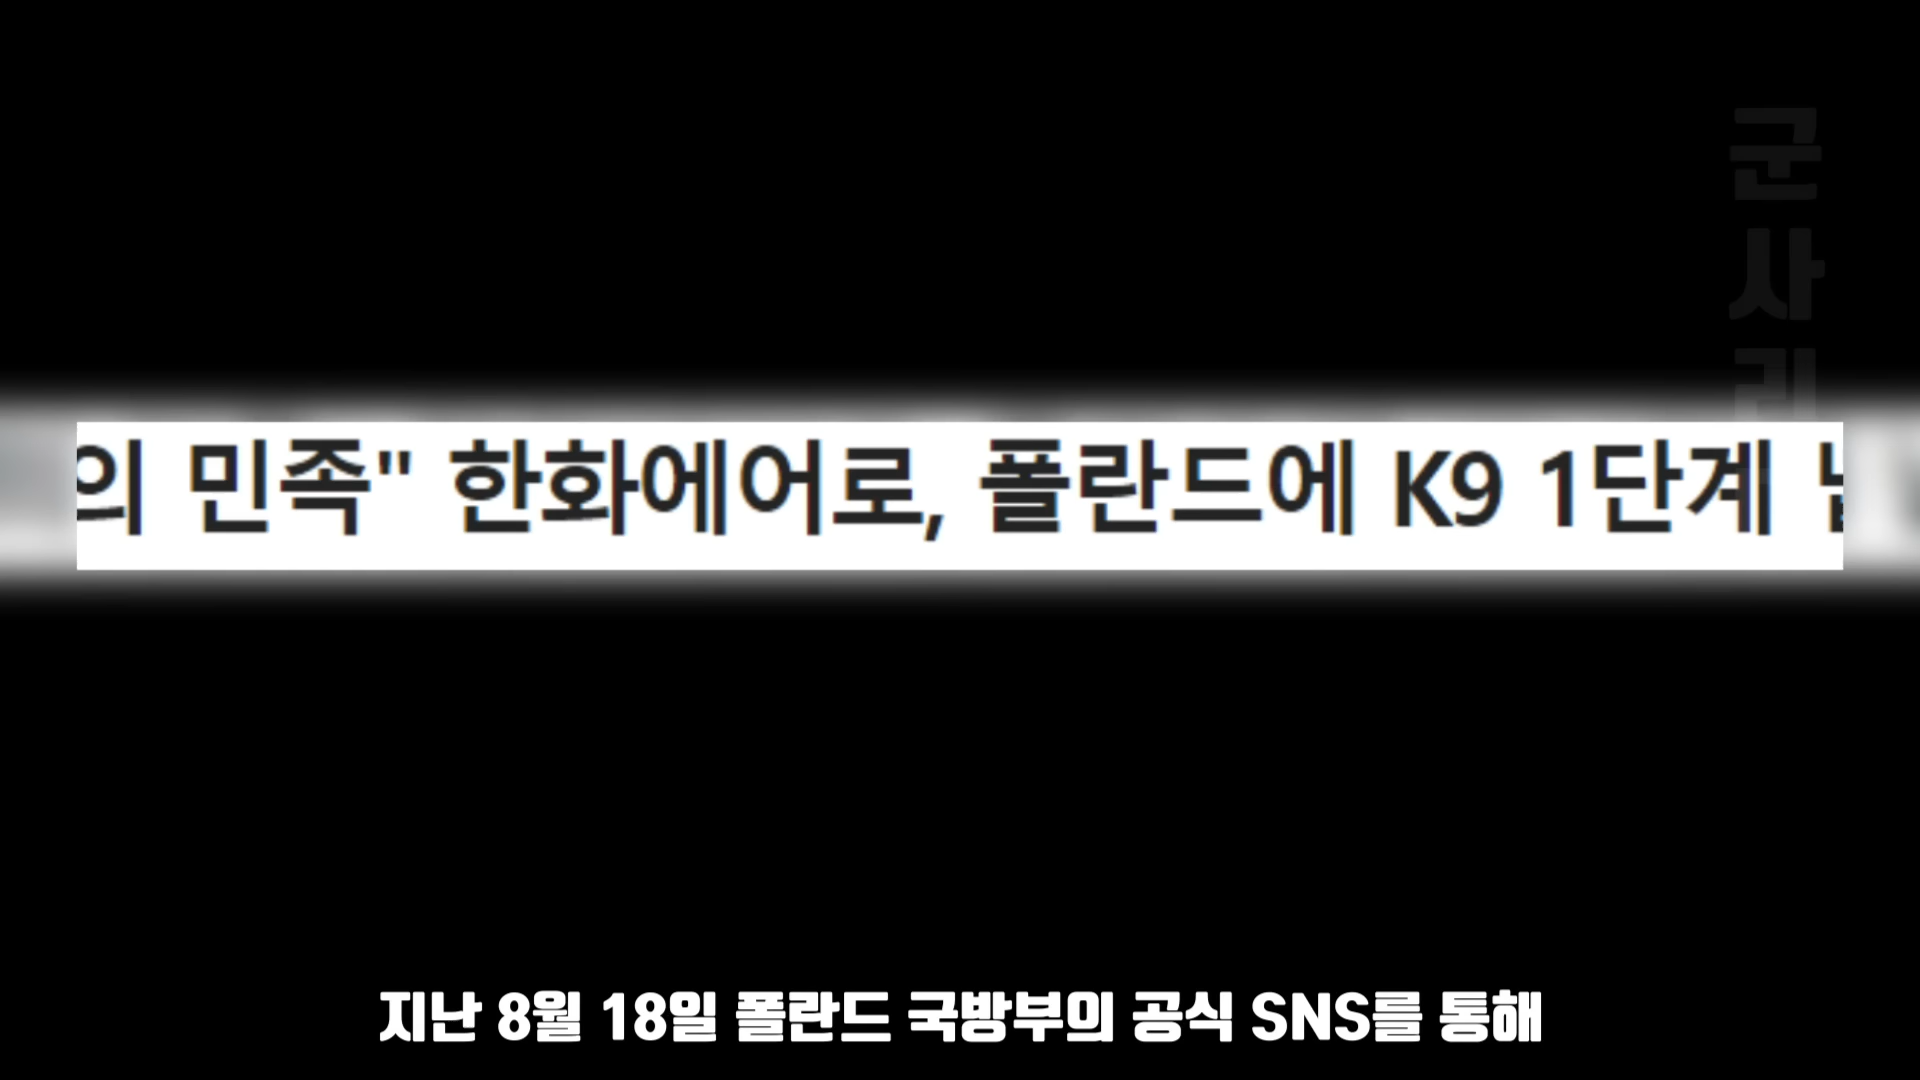 군사
의 민족" 한화에어로, 폴란드에 K9 1단계
지난 8월 18일 폴란드 국방부의 공식 SNS를 통해